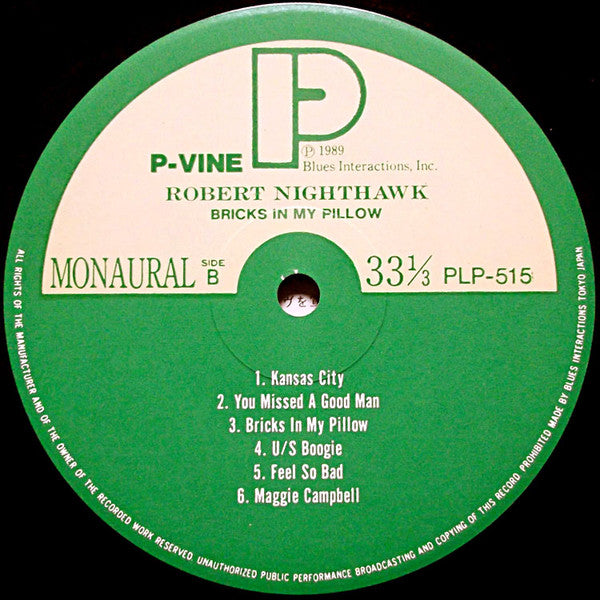 P
P-VINE
℗ 1989
Blues Interactions, Inc.
ROBERT NIGHTHAWK
BRICKS IN MY PILLOW
MONAURAL
SIDE
B
33⅓ PLP-515
1. Kansas City
2. You Missed A Good Man
3. Bricks In My Pillow
4. U/S Boogie
5. Feel So Bad
6. Maggie Campbell
ALL RIGHTS OF THE MANUFACTURER AND OF THE OWNER OF THE RECORDED WORK RESERVED. UNAUTHORIZED PUBLIC PERFORMANCE BROADCASTING AND COPYING OF THIS RECORD PROHIBITED MADE BY BLUES INTERACTIONS TOKYO JAPAN